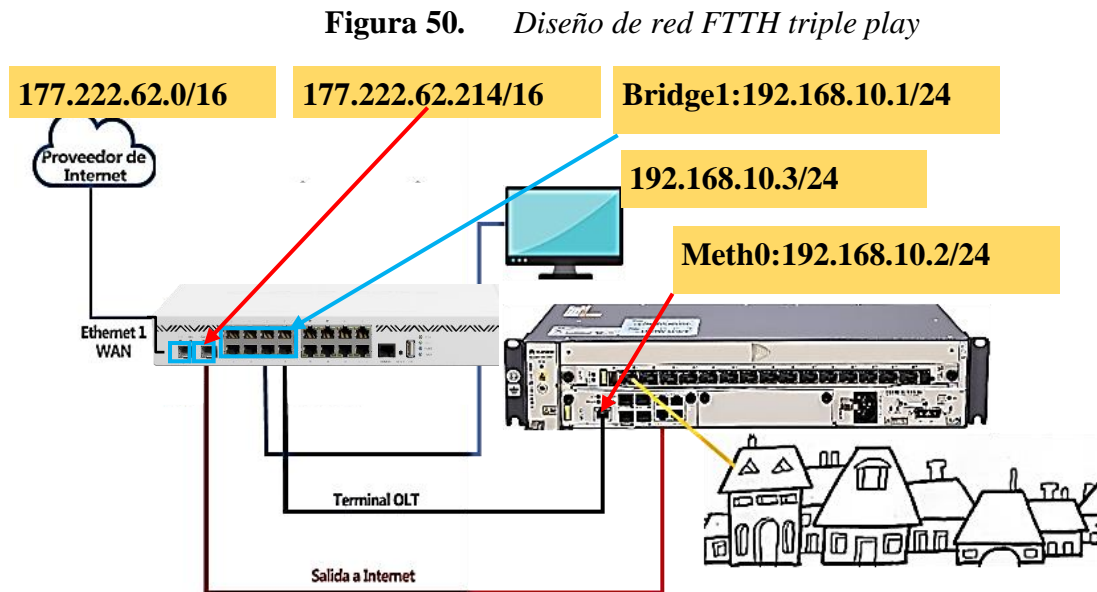 Figura 50. Diseño de red FTTH triple play
177.222.62.0/16
177.222.62.214/16
Bridge1:192.168.10.1/24
Proveedor de
Internet
192.168.10.3/24
Meth0:192.168.10.2/24
Ethernet 1
WAN
Terminal OLT
Salida a Internet